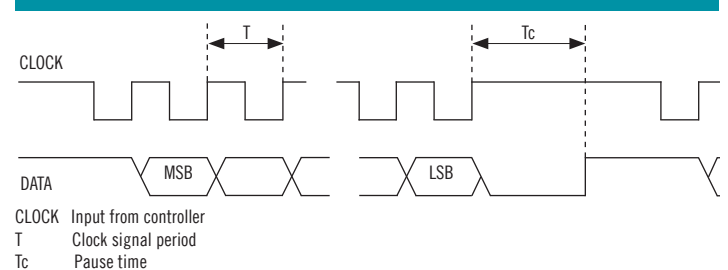 T
Tc
CLOCK
MSB
LSB
DATA
CLOCK Input from controller
T Clock signal period
Tc Pause time